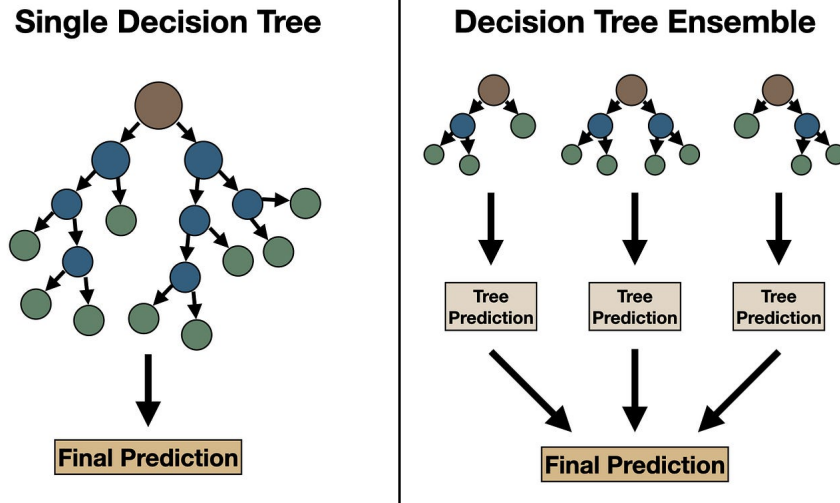 Single Decision Tree
Final Prediction
Decision Tree Ensemble
Tree
Prediction
Tree
Prediction
Tree
Prediction
Final Prediction